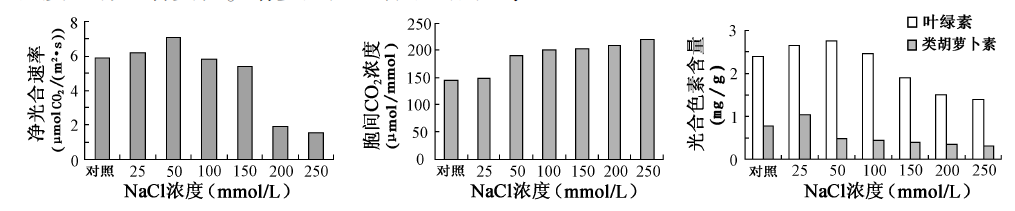 净光合速率
(μmolCO₂/(m²•s))
8
6
4
2
0
对照 25 50 100 150 200 250
NaCl浓度(mmol/L)
胞间CO₂浓度
(μmol/mmol)
250
200
150
100
50
0
对照 25 50 100 150 200 250
NaCl浓度(mmol/L)
光合色素含量
(mg/g)
叶绿素
类胡萝卜素
3
2
1
0
对照 25 50 100 150 200 250
NaCl浓度(mmol/L)